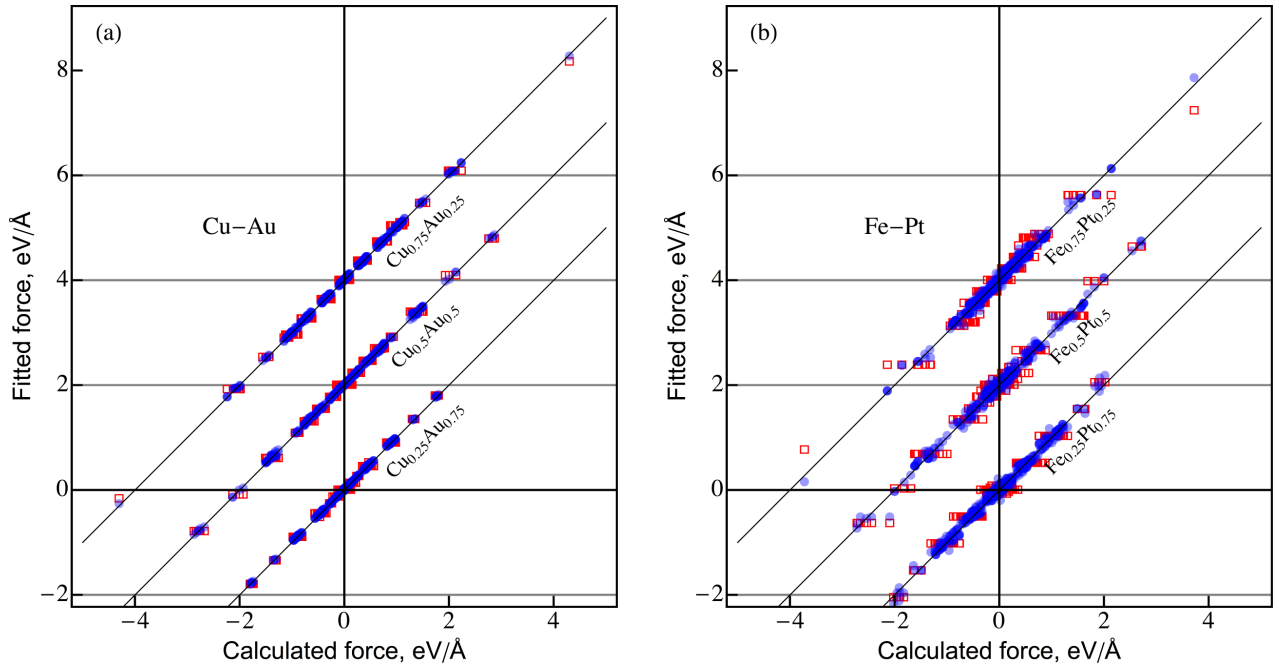 (a)
Cu−Au
Cu0.75Au0.25
Cu0.5Au0.5
Cu0.25Au0.75
8
6
4
2
0
−2
−4
−2
0
2
4
Fitted force, eV/Å
Calculated force, eV/Å
(b)
Fe−Pt
Fe0.75Pt0.25
Fe0.5Pt0.5
Fe0.25Pt0.75
8
6
4
2
0
−2
−4
−2
0
2
4
Fitted force, eV/Å
Calculated force, eV/Å